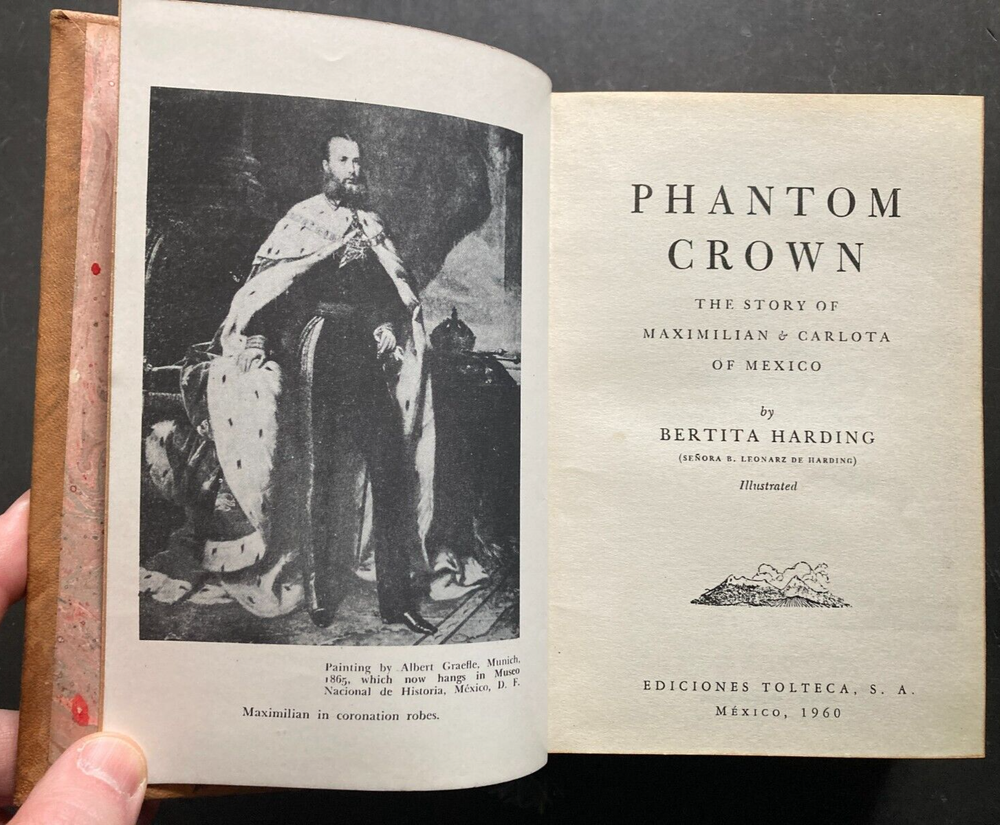 Painting by Albert Graefle, Munich,
1865, which now hangs in Museo
Nacional de Historia, México, D. F.
Maximilian in coronation robes.
PHANTOM
CROWN
THE STORY OF
MAXIMILIAN & CARLOTA
OF MEXICO
by
BERTITA HARDING
(SEÑORA B. LEONARZ DE HARDING)
Illustrated
EDICIONES TOLTECA, S. A.
MÉXICO, 1960